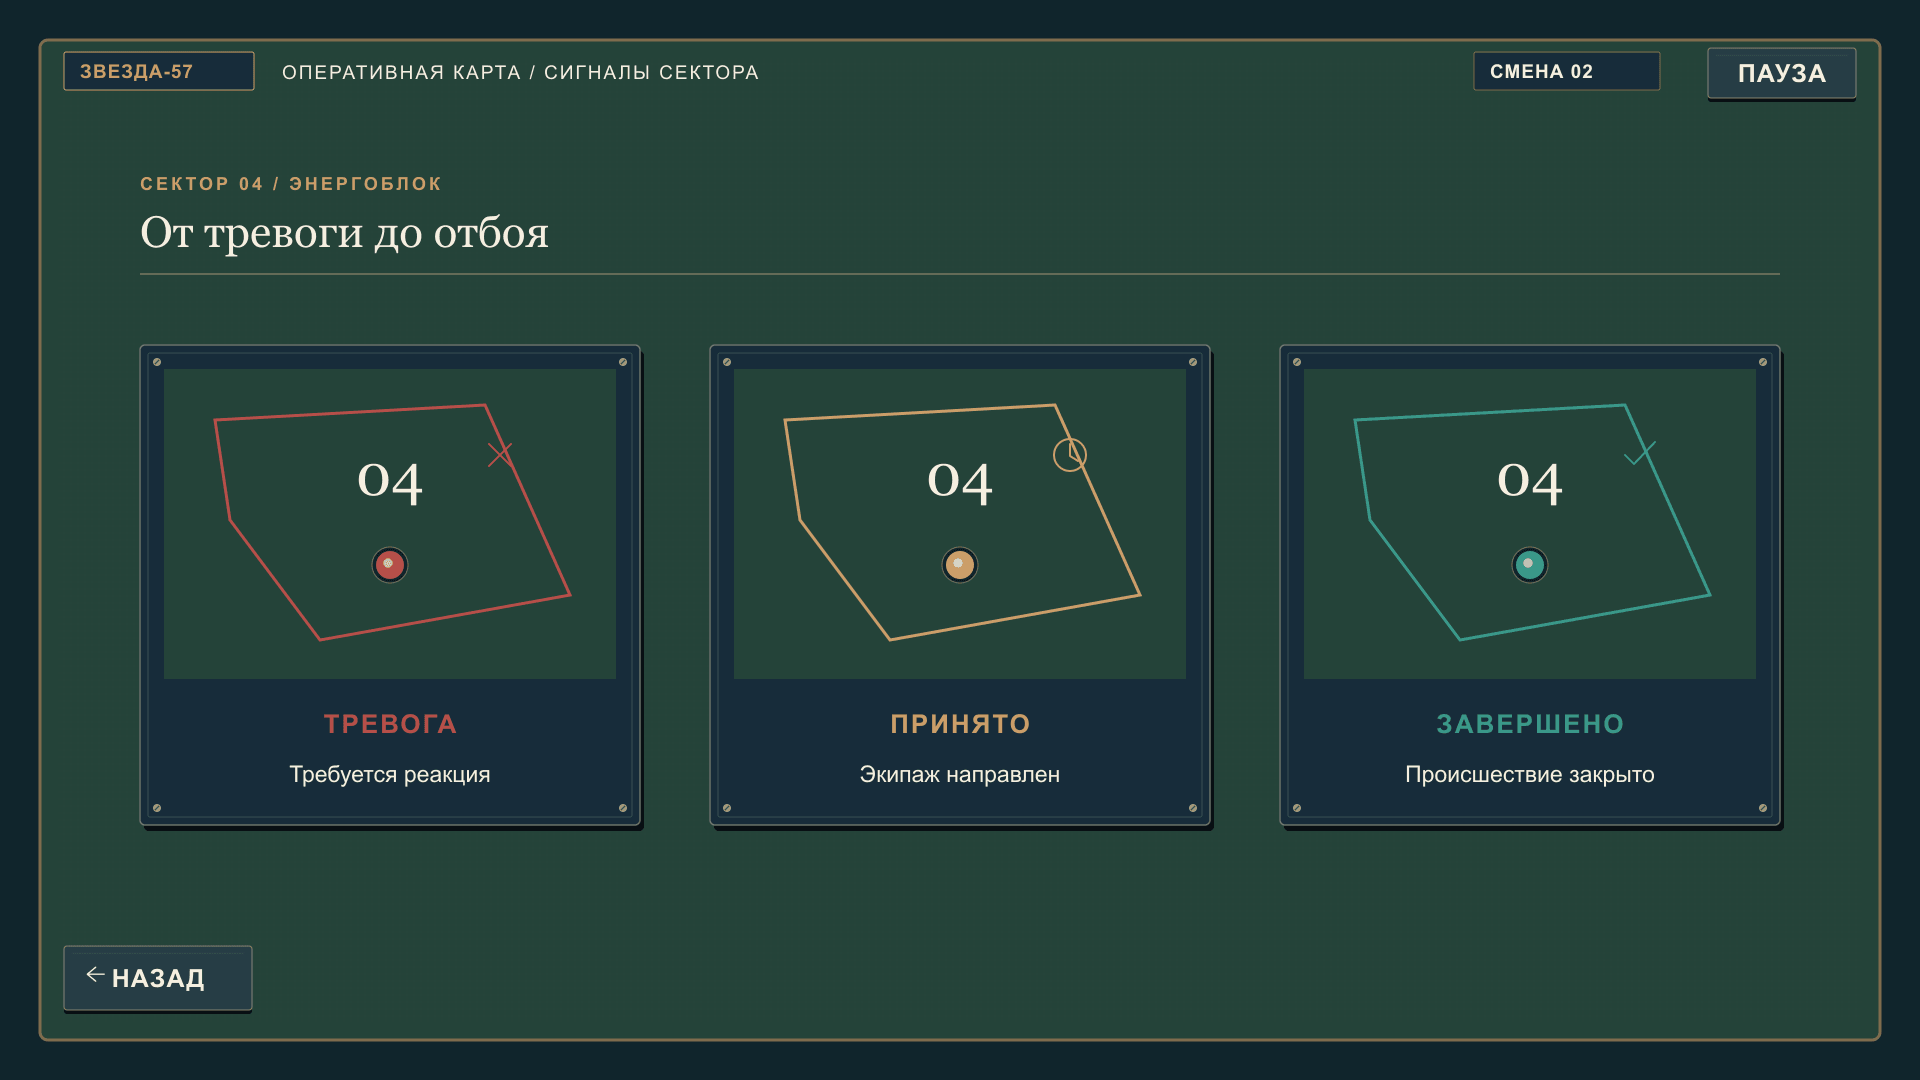 ЗВЕЗДА-57
ОПЕРАТИВНАЯ КАРТА / СИГНАЛЫ СЕКТОРА
СМЕНА 02
ПАУЗА
СЕКТОР 04 / ЭНЕРГОБЛОК
От тревоги до отбоя
04
04
04
ТРЕВОГА
ПРИНЯТО
ЗАВЕРШЕНО
Требуется реакция
Экипаж направлен
Происшествие закрыто
НАЗАД